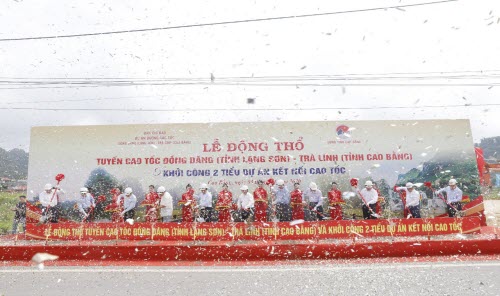 LỄ ĐỘNG THỔ
TUYẾN CAO TỐC ĐỒNG ĐĂNG (TỈNH LẠNG SƠN) - TRÀ LĨNH (TỈNH CAO BẰNG)
KHỞI CÔNG 2 TIỂU DỰ ÁN KẾT NỐI CAO TỐC
LỄ ĐỘNG THỔ TUYẾN CAO TỐC ĐỒNG ĐĂNG (TỈNH LẠNG SƠN) - TRÀ LĨNH (TỈNH CAO BẰNG) VÀ KHỞI CÔNG 2 TIỂU DỰ ÁN KẾT NỐI CAO TỐC